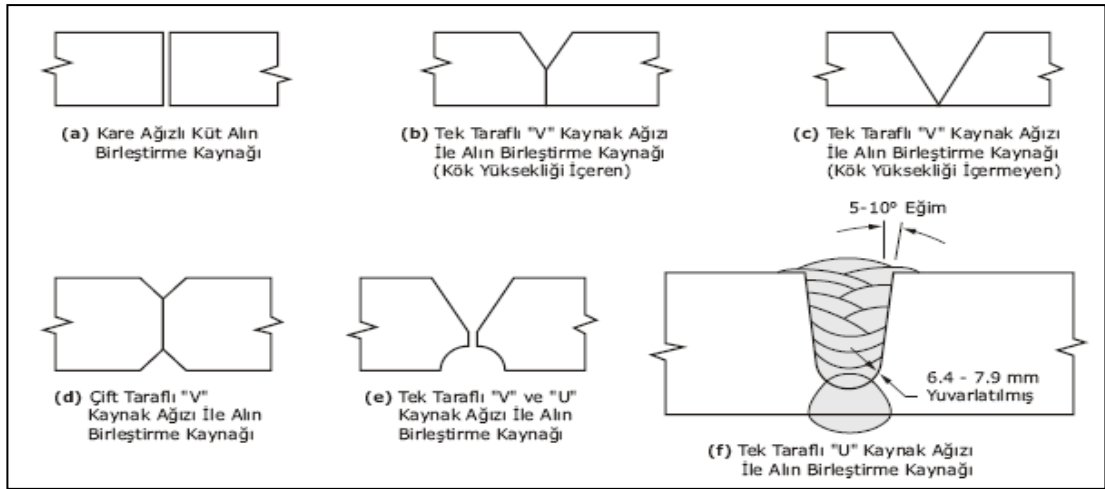 (a) Kare Ağızlı Küt Alın
Birleştirme Kaynağı
(b) Tek Taraflı "V" Kaynak Ağızı
İle Alın Birleştirme Kaynağı
(Kök Yüksekliği İçeren)
(c) Tek Taraflı "V" Kaynak Ağızı
İle Alın Birleştirme Kaynağı
(Kök Yüksekliği İçermeyen)
5-10° Eğim
6.4 - 7.9 mm
Yuvarlatılmış
(d) Çift Taraflı "V"
Kaynak Ağızı İle Alın
Birleştirme Kaynağı
(e) Tek Taraflı "V" ve "U"
Kaynak Ağızı İle Alın
Birleştirme Kaynağı
(f) Tek Taraflı "U" Kaynak Ağızı
İle Alın Birleştirme Kaynağı